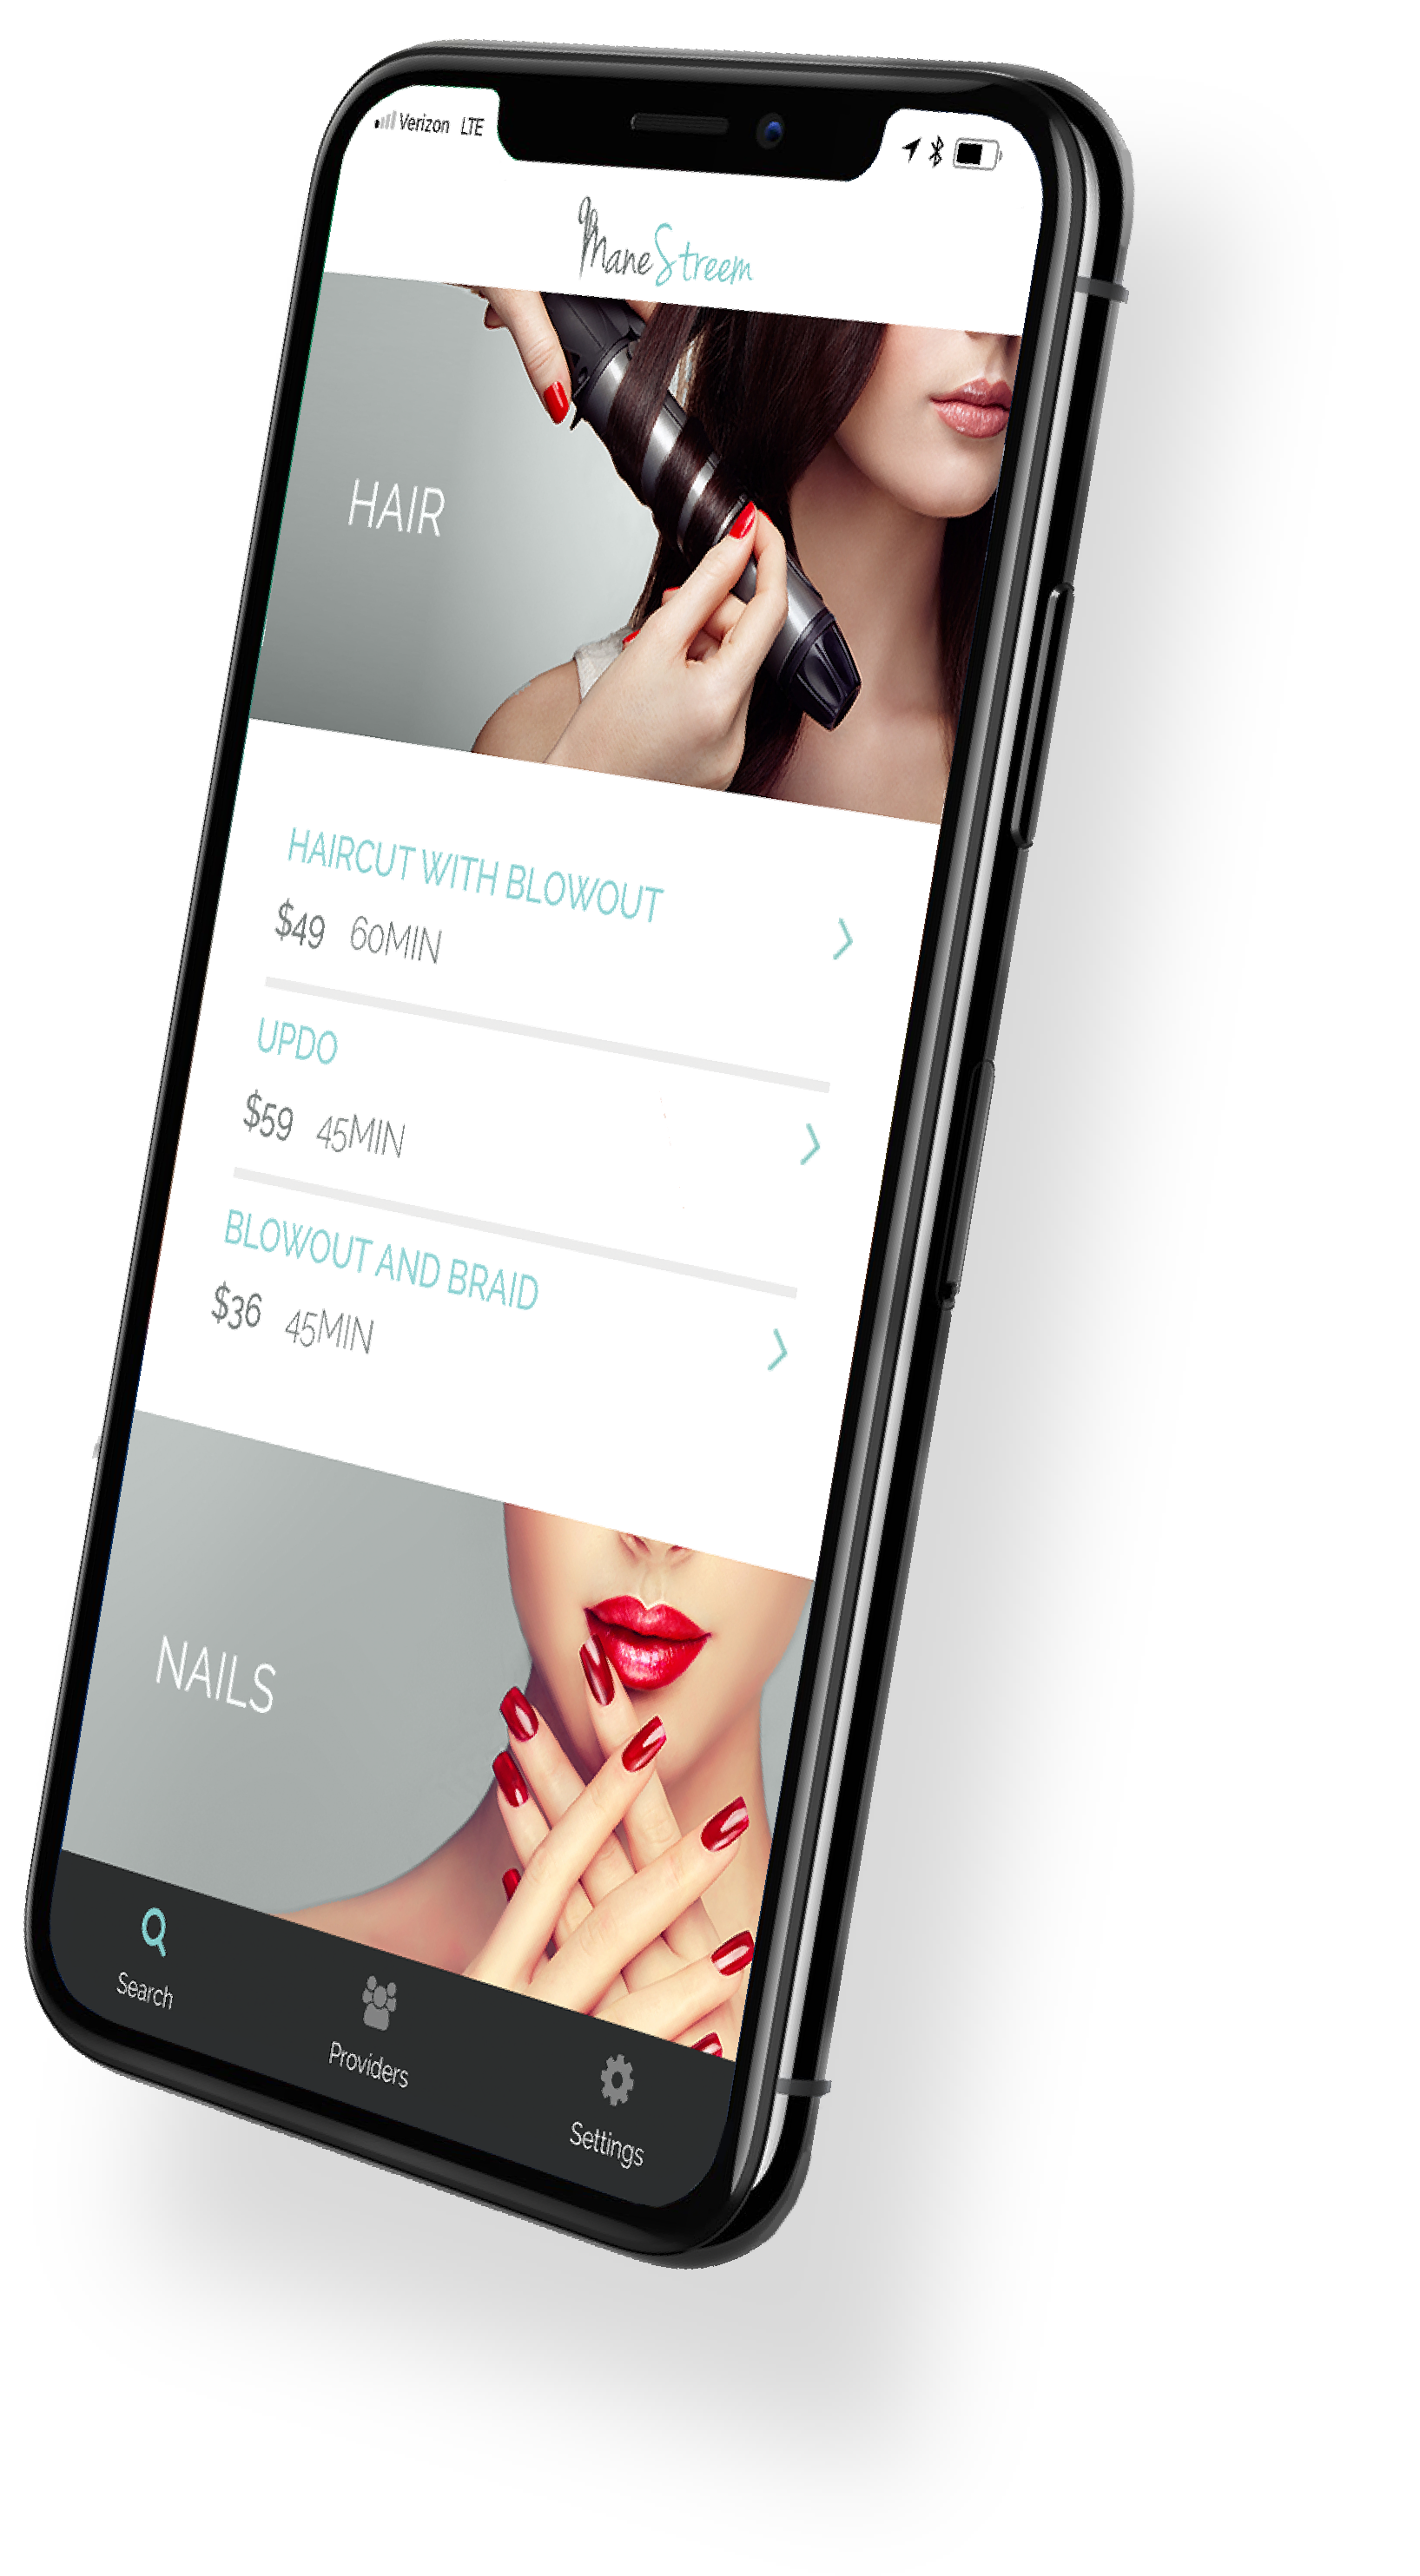 Verizon LTE
ManeStreem
HAIR
HAIRCUT WITH BLOWOUT
$49 60MIN
UPDO
$59 45MIN
BLOWOUT AND BRAID
$36 45MIN
NAILS
Search
Providers
Settings